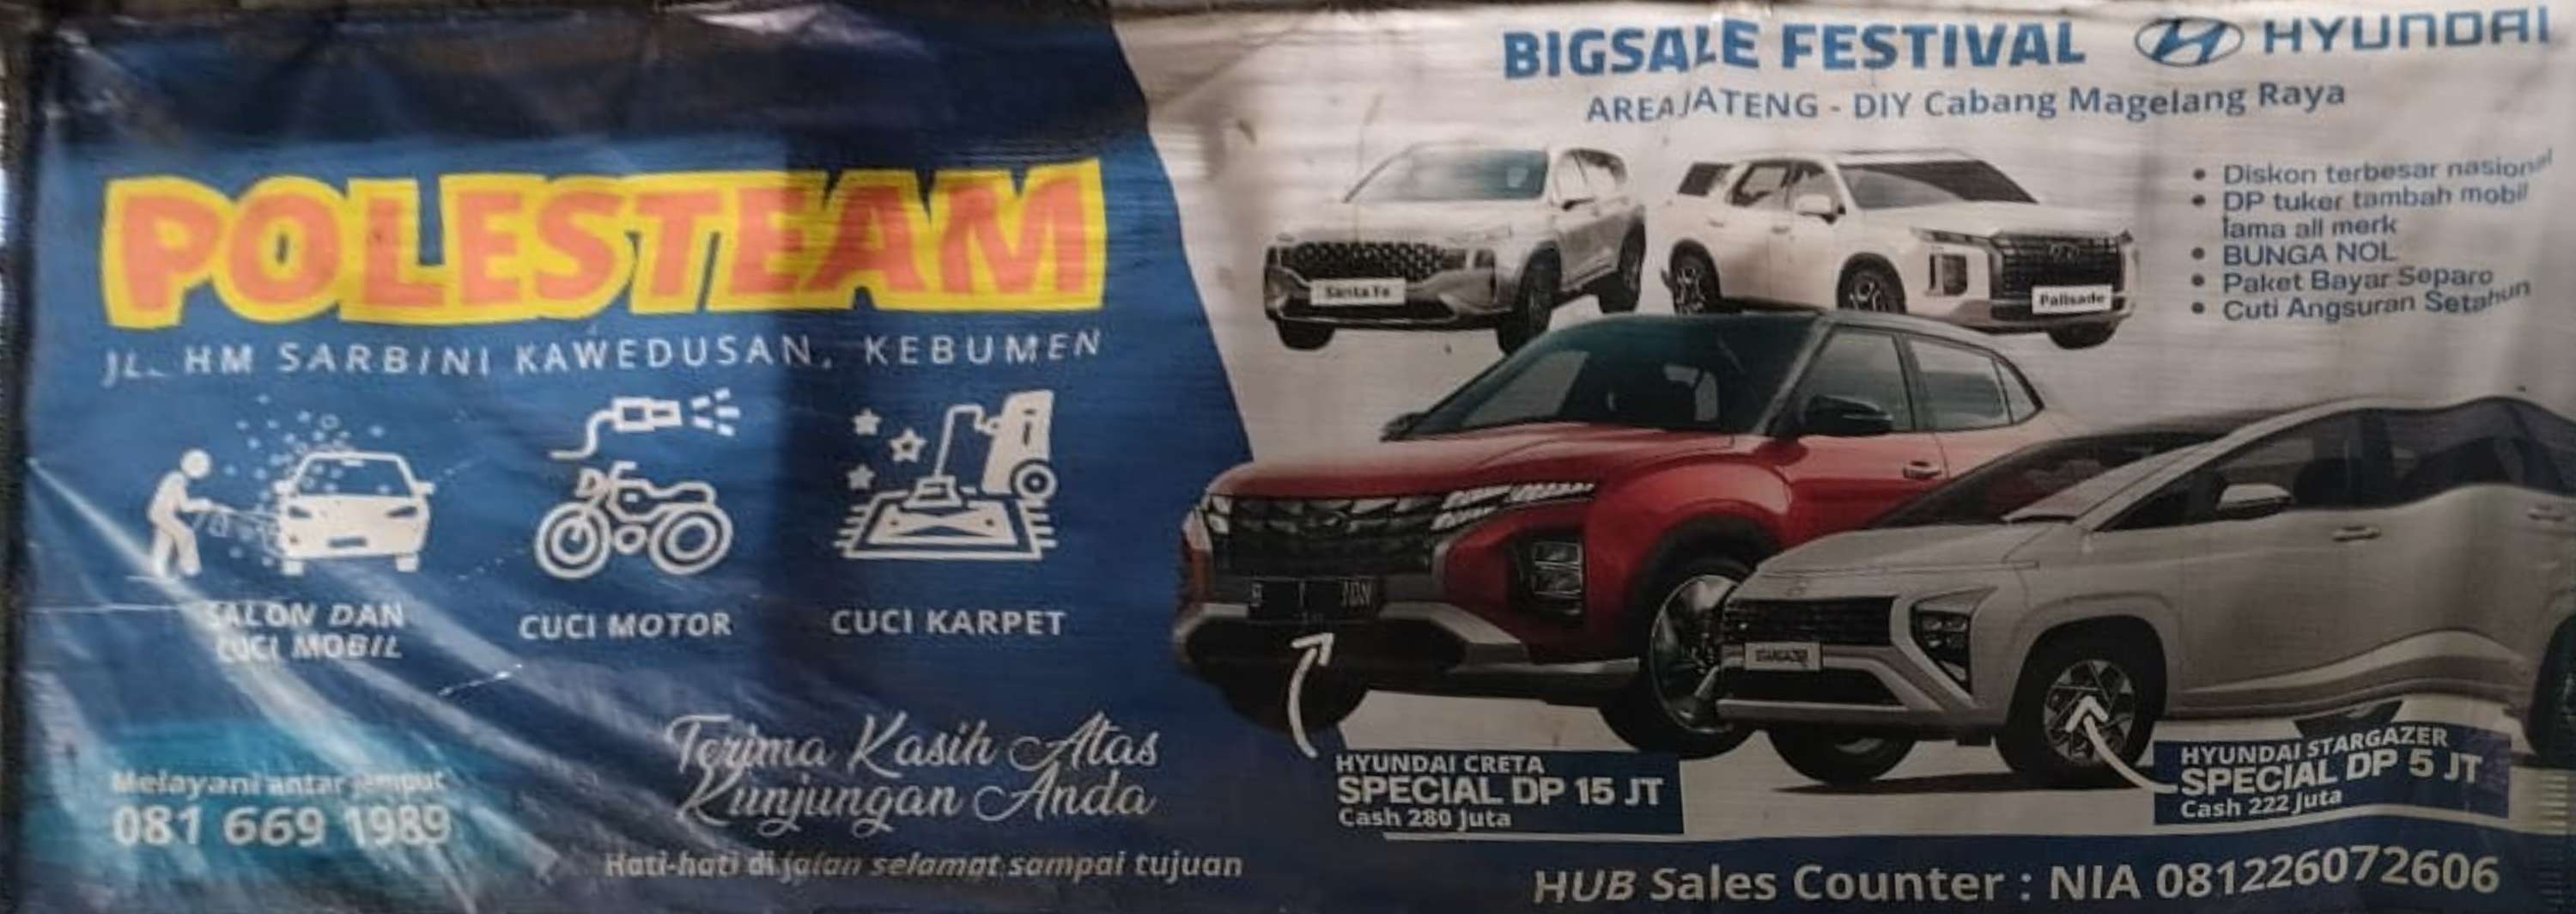 POLESTEAM
JL. HM SARBINI KAWEDUSAN, KEBUMEN
SALON DAN
CUCI MOBIL
CUCI MOTOR
CUCI KARPET
Melayani antar jemput
081 669 1989
Terima Kasih Atas
Kunjungan Anda
Hati-hati di jalan selamat sampai tujuan
BIGSALE FESTIVAL
HYUNDAI
AREA JATENG - DIY Cabang Magelang Raya
• Diskon terbesar nasional
• DP tuker tambah mobil
lama all merk
• BUNGA NOL
• Paket Bayar Separo
• Cuti Angsuran Setahun
Santa Fe
Palisade
STARGAZER
HYUNDAI CRETA
SPECIAL DP 15 JT
Cash 280 Juta
HYUNDAI STARGAZER
SPECIAL DP 5 JT
Cash 222 Juta
HUB Sales Counter : NIA 081226072606